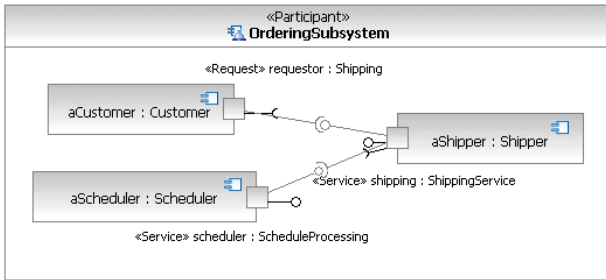 «Participant»
OrderingSubsystem
«Request» requestor : Shipping
aCustomer : Customer
aShipper : Shipper
«Service» shipping : ShippingService
aScheduler : Scheduler
«Service» scheduler : ScheduleProcessing